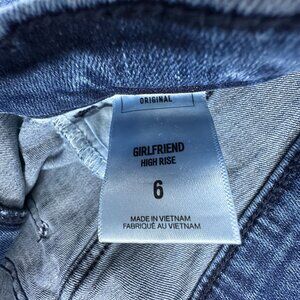 ORIGINAL
GIRLFRIEND
HIGH RISE
6
MADE IN VIETNAM
FABRIQUÉ AU VIETNAM